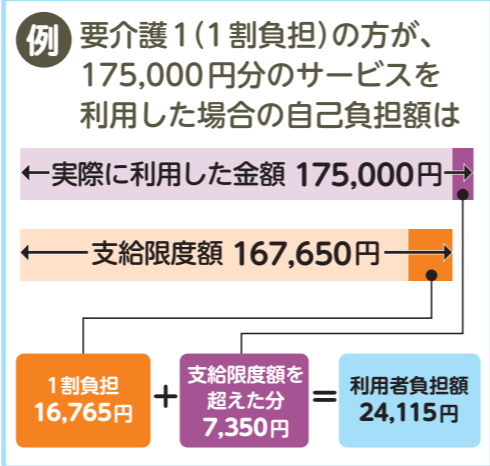 例 要介護1(1割負担)の方が、
175,000円分のサービスを
利用した場合の自己負担額は
実際に利用した金額 175,000円
支給限度額 167,650円
1割負担
16,765円
+
支給限度額を
超えた分
7,350円
=
利用者負担額
24,115円